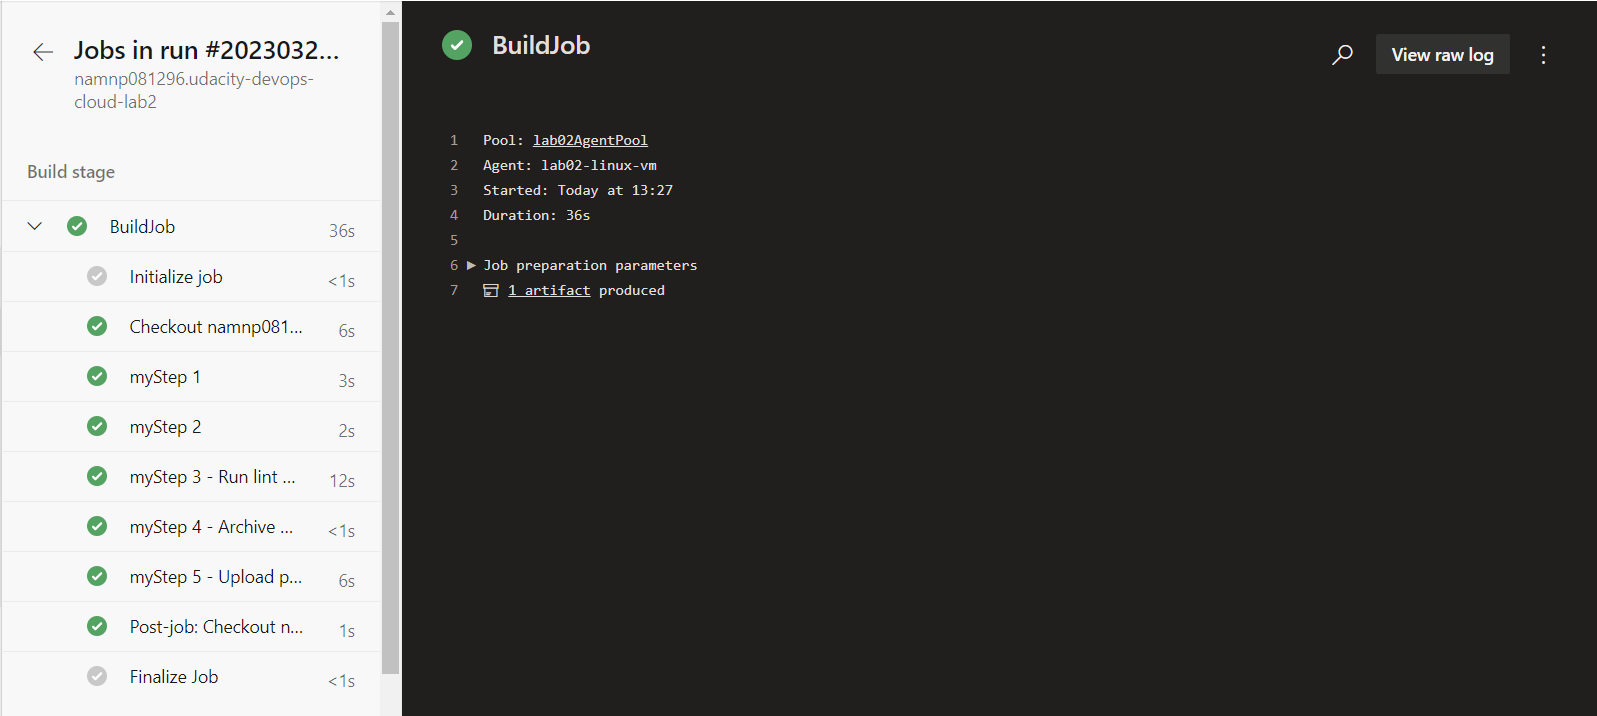 Jobs in run #2023032...
namnp081296.udacity-devops-
cloud-lab2
Build stage
BuildJob 36s
Initialize job <1s
Checkout namnp081... 6s
myStep 1 3s
myStep 2 2s
myStep 3 - Run lint ... 12s
myStep 4 - Archive ... <1s
myStep 5 - Upload p... 6s
Post-job: Checkout n... 1s
Finalize Job <1s
BuildJob
View raw log
1 Pool: lab02AgentPool
2 Agent: lab02-linux-vm
3 Started: Today at 13:27
4 Duration: 36s
5
6 Job preparation parameters
7 1 artifact produced